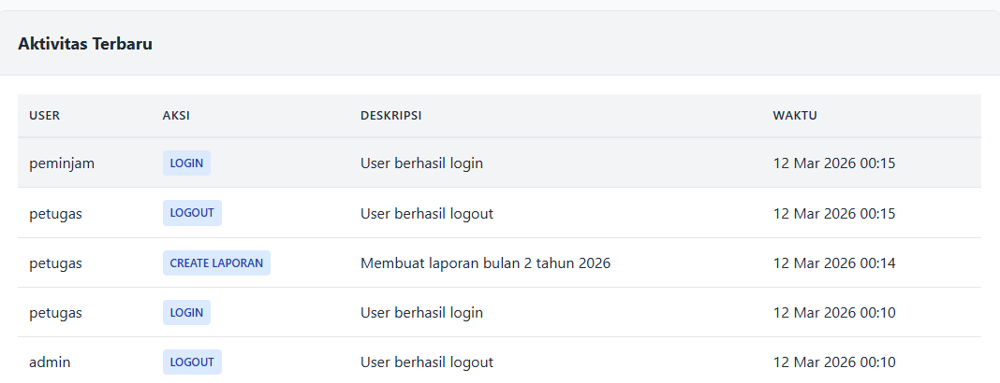 Aktivitas Terbaru
USER AKSI DESKRIPSI WAKTU
peminjam LOGIN User berhasil login 12 Mar 2026 00:15
petugas LOGOUT User berhasil logout 12 Mar 2026 00:15
petugas CREATE LAPORAN Membuat laporan bulan 2 tahun 2026 12 Mar 2026 00:14
petugas LOGIN User berhasil login 12 Mar 2026 00:10
admin LOGOUT User berhasil logout 12 Mar 2026 00:10